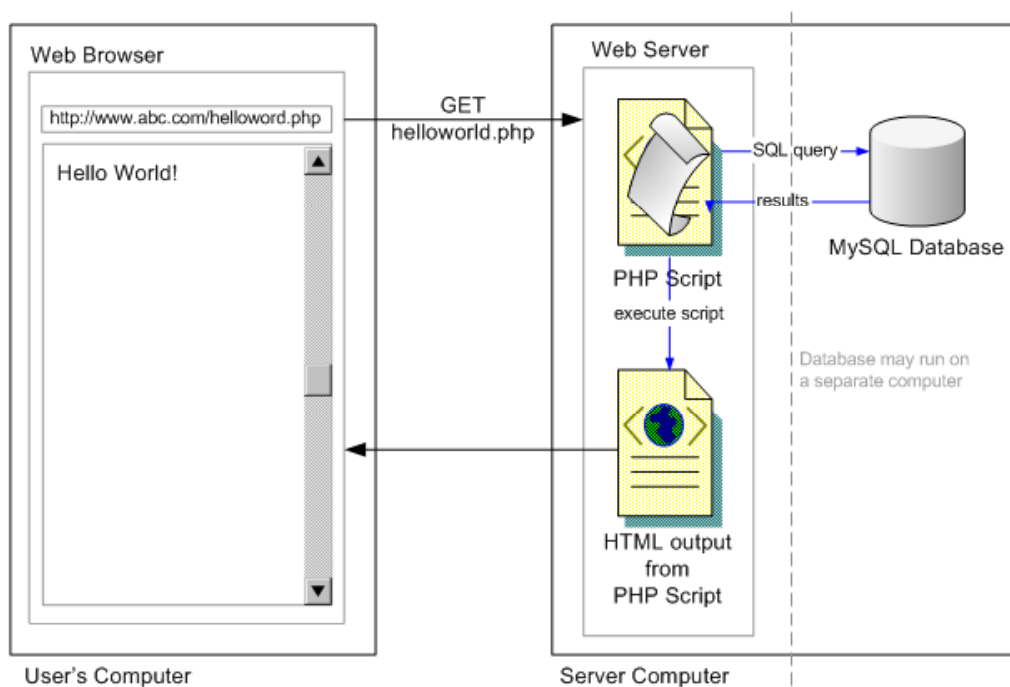 Web Browser
http://www.abc.com/helloword.php
Hello World!
User's Computer
GET
helloworld.php
Web Server
PHP Script
execute script
HTML output
from
PHP Script
SQL query
results
MySQL Database
Database may run on
a separate computer
Server Computer